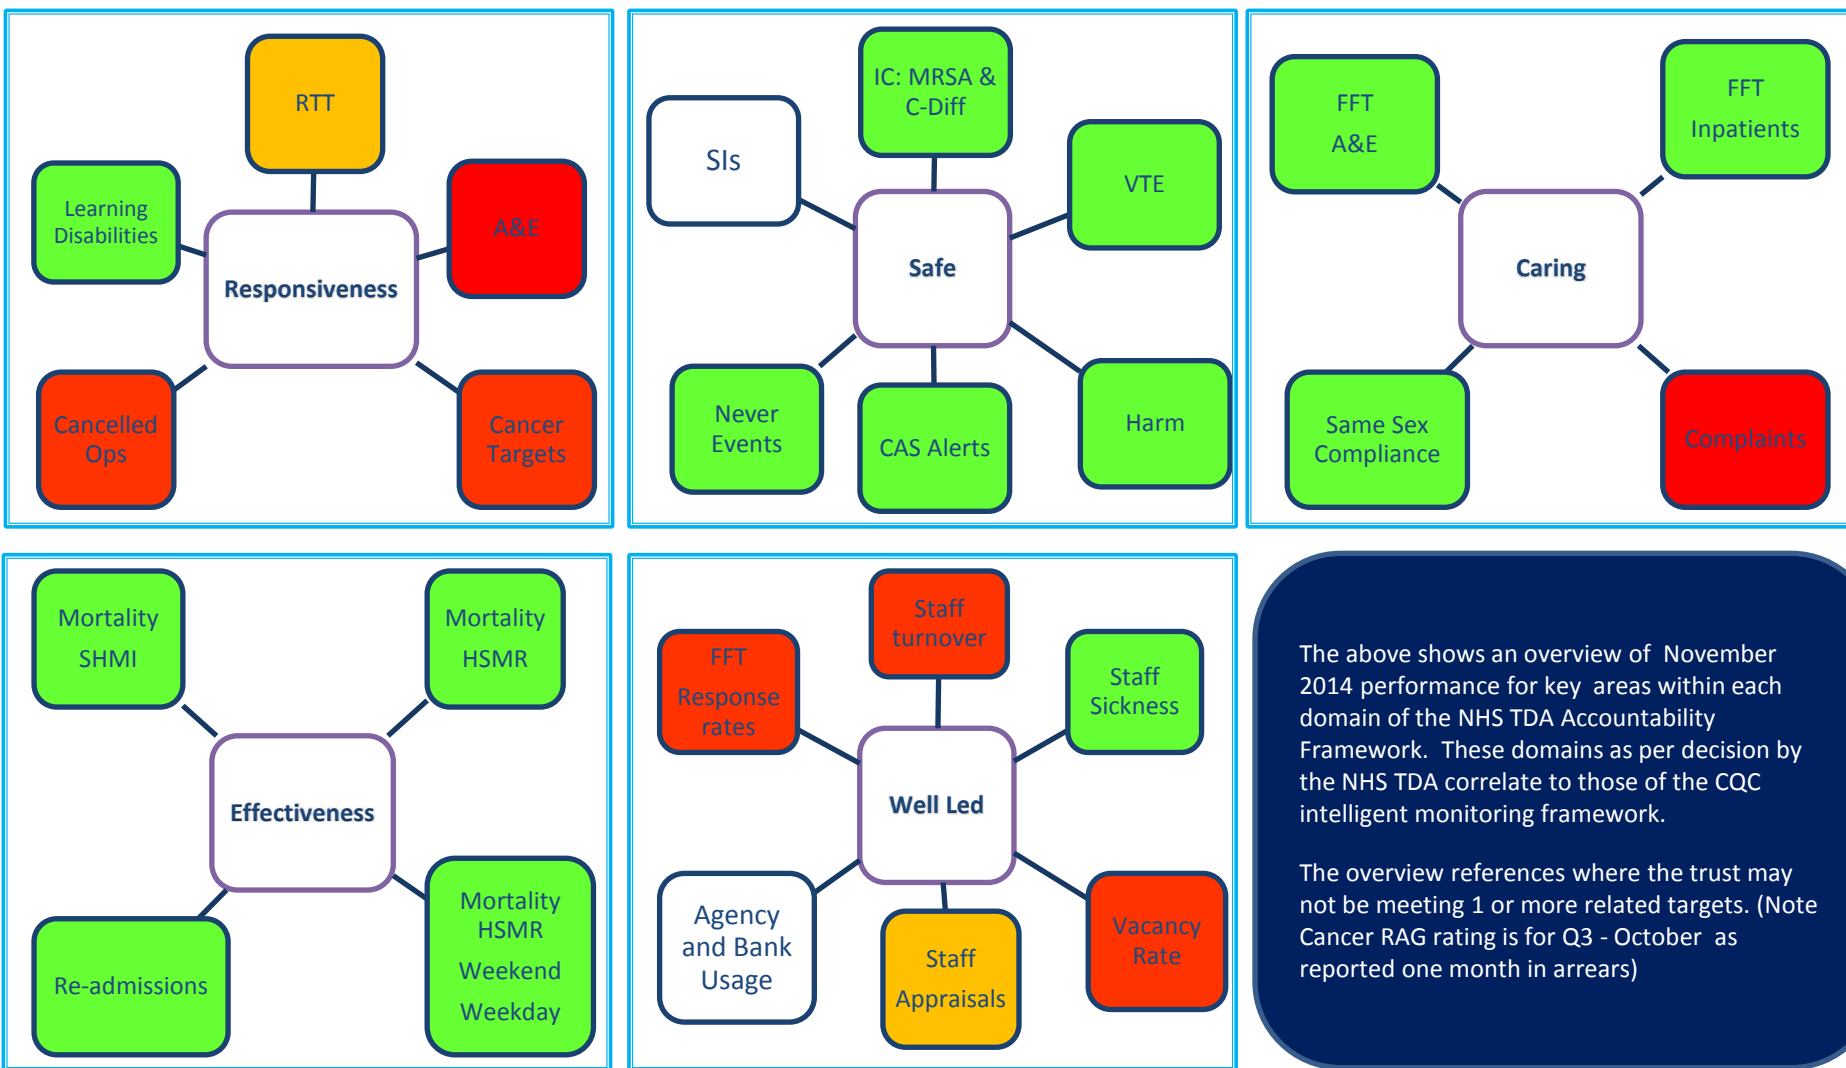 RTT
Learning
Disabilities
A&E
Responsiveness
Cancelled
Ops
Cancer
Targets
IC: MRSA &
C-Diff
SIs
VTE
Safe
Never
Events
CAS Alerts
Harm
FFT
A&E
FFT
Inpatients
Caring
Same Sex
Compliance
Complaints
Mortality
SHMI
Mortality
HSMR
Effectiveness
Re-admissions
Mortality
HSMR
Weekend
Weekday
Staff
turnover
FFT
Response
rates
Staff
Sickness
Well Led
Agency
and Bank
Usage
Staff
Appraisals
Vacancy
Rate
The above shows an overview of  November
2014 performance for key  areas within each
domain of the NHS TDA Accountability
Framework.  These domains as per decision by
the NHS TDA correlate to those of the CQC
intelligent monitoring framework.
The overview references where the trust may
not be meeting 1 or more related targets. (Note
Cancer RAG rating is for Q3 - October  as
reported one month in arrears)